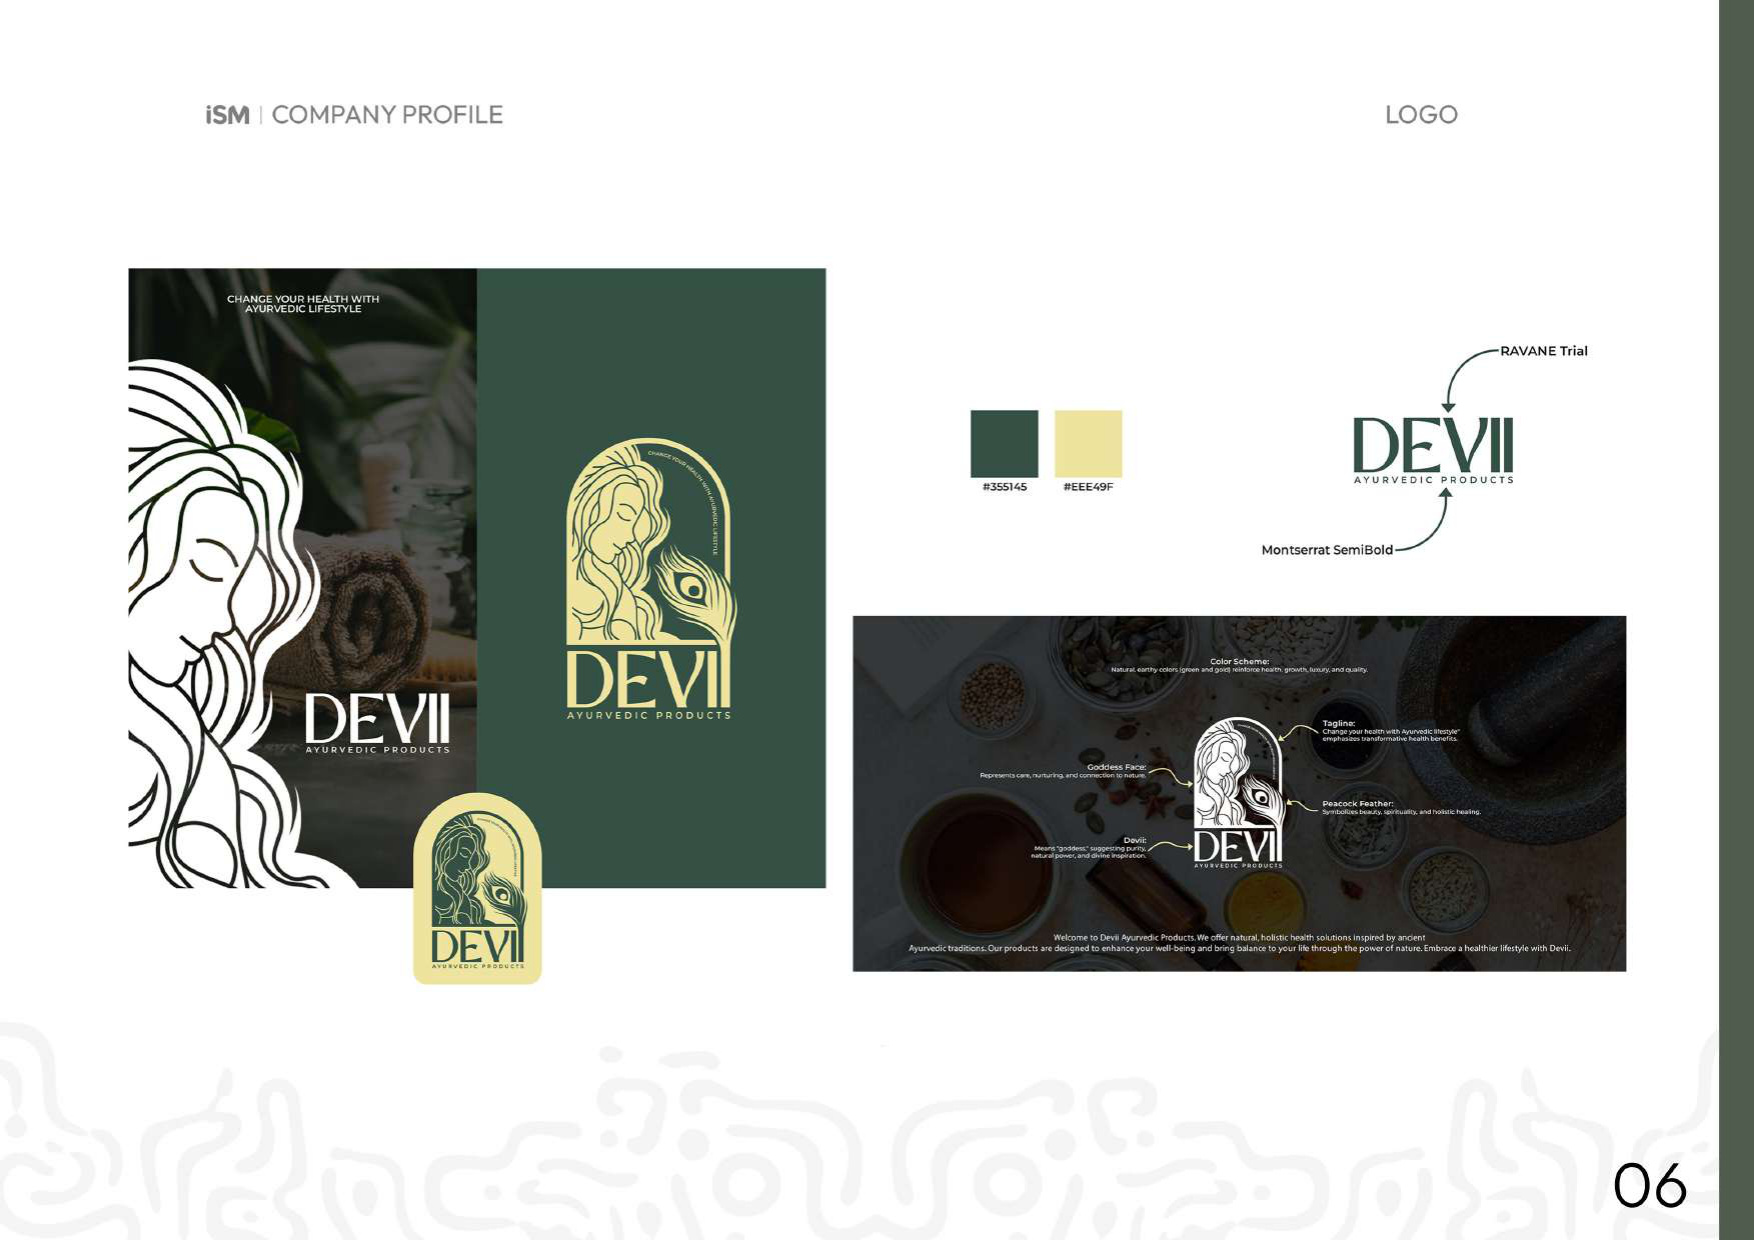 iSM | COMPANY PROFILE
LOGO
CHANGE YOUR HEALTH WITH
AYURVEDIC LIFESTYLE
DEVII
AYURVEDIC PRODUCTS
CHANGE YOUR HEALTH WITH AYURVEDIC LIFESTYLE
DEVII
AYURVEDIC PRODUCTS
DEVII
AYURVEDIC PRODUCTS
#355145
#EEE49F
RAVANE Trial
DEVII
AYURVEDIC PRODUCTS
Montserrat SemiBold
Color Scheme:
Natural, earthy colors (green and gold) reinforce health, growth, luxury, and quality.
Tagline:
Change your health with Ayurvedic lifestyle"
emphasizes transformative health benefits.
Goddess Face:
Represents care, nurturing, and connection to nature.
Peacock Feather:
Symbolizes beauty, spirituality, and holistic healing.
Devii:
Means "goddess," suggesting purity,
natural power, and divine inspiration.
DEVII
AYURVEDIC PRODUCTS
Welcome to Devii Ayurvedic Products. We offer natural, holistic health solutions inspired by ancient
Ayurvedic traditions. Our products are designed to enhance your well-being and bring balance to your life through the power of nature. Embrace a healthier lifestyle with Devii.
06